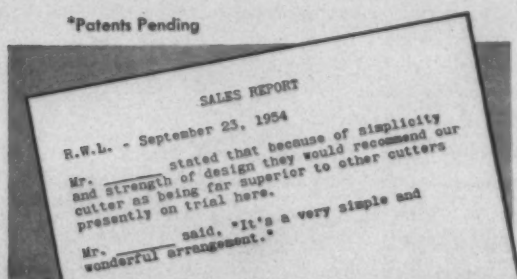 *Patents Pending
SALES REPORT
R.W.L. - September 23, 1954
Mr. ________ stated that because of simplicity
and strength of design they would recommend our
cutter as being far superior to other cutters
presently on trial here.
Mr. ________ said, "It's a very simple and
wonderful arrangement."